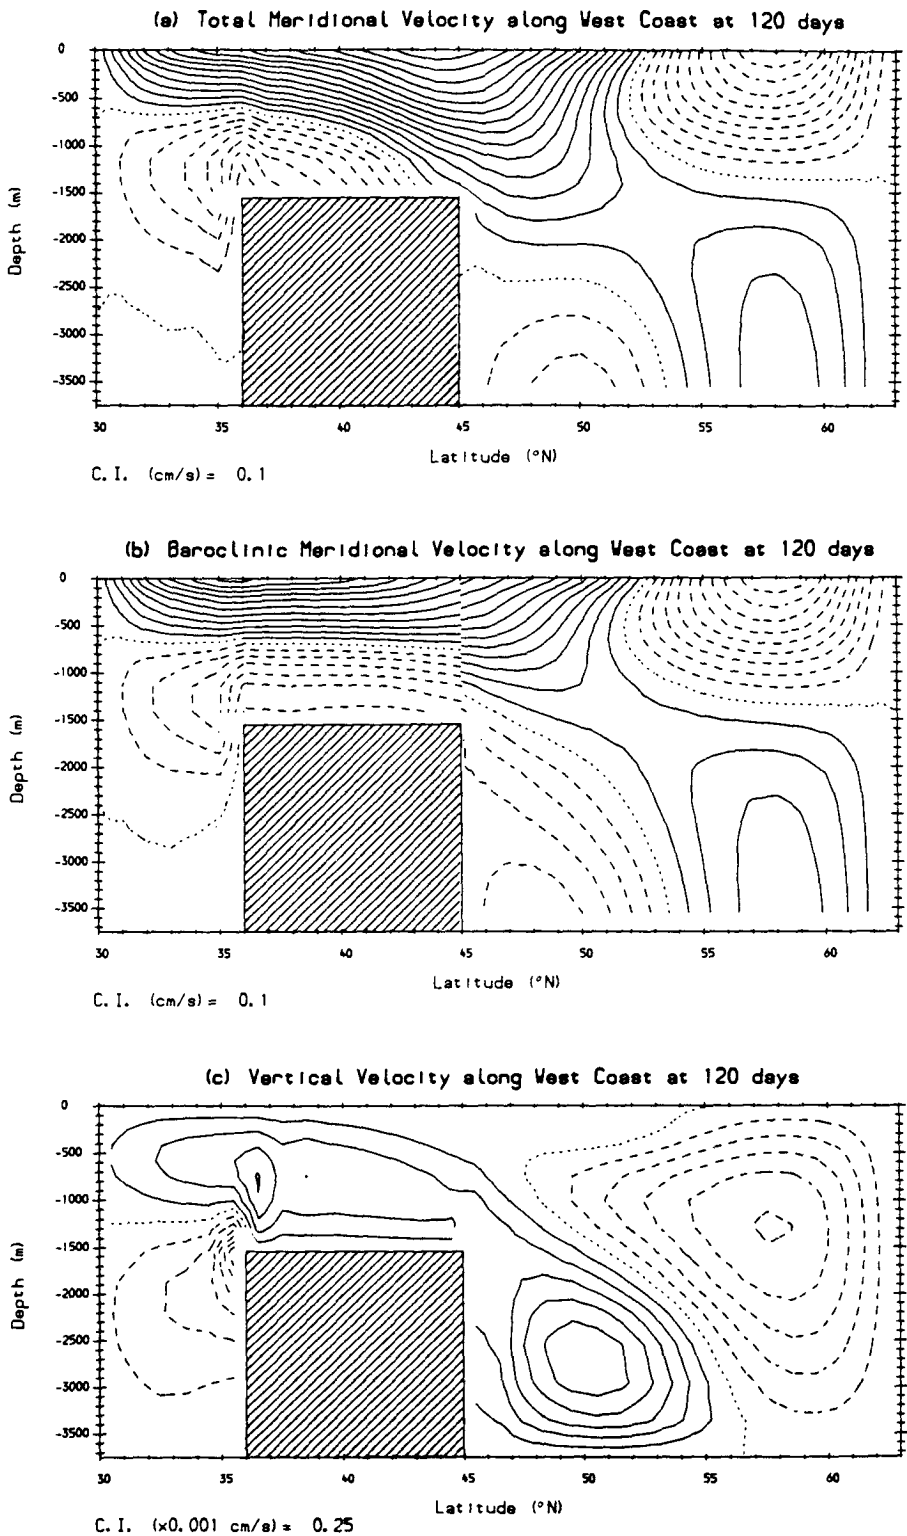 (a) Total Meridional Velocity along West Coast at 120 days
0
-500
-1000
-1500
-2000
-2500
-3000
-3500
Depth (m)
30 35 40 45 50 55 60
Latitude (°N)
C. I. (cm/s) = 0.1
(b) Baroclinic Meridional Velocity along West Coast at 120 days
0
-500
-1000
-1500
-2000
-2500
-3000
-3500
Depth (m)
30 35 40 45 50 55 60
Latitude (°N)
C. I. (cm/s) = 0.1
(c) Vertical Velocity along West Coast at 120 days
0
-500
-1000
-1500
-2000
-2500
-3000
-3500
Depth (m)
30 35 40 45 50 55 60
Latitude (°N)
C. I. (x0.001 cm/s) = 0.25